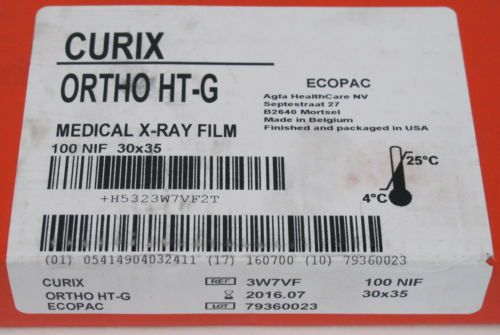 CURIX
ORTHO HT-G
MEDICAL X-RAY FILM
100 NIF 30x35
ECOPAC
Agfa HealthCare NV
Septestraat 27
B2640 Mortsel
Made in Belgium
Finished and packaged in USA
25°C
4°C
+H5323W7VF2T
(01) 05414904032411 (17) 160700 (10) 79360023
CURIX REF 3W7VF 100 NIF
ORTHO HT-G 2016.07 30x35
ECOPAC LOT 79360023